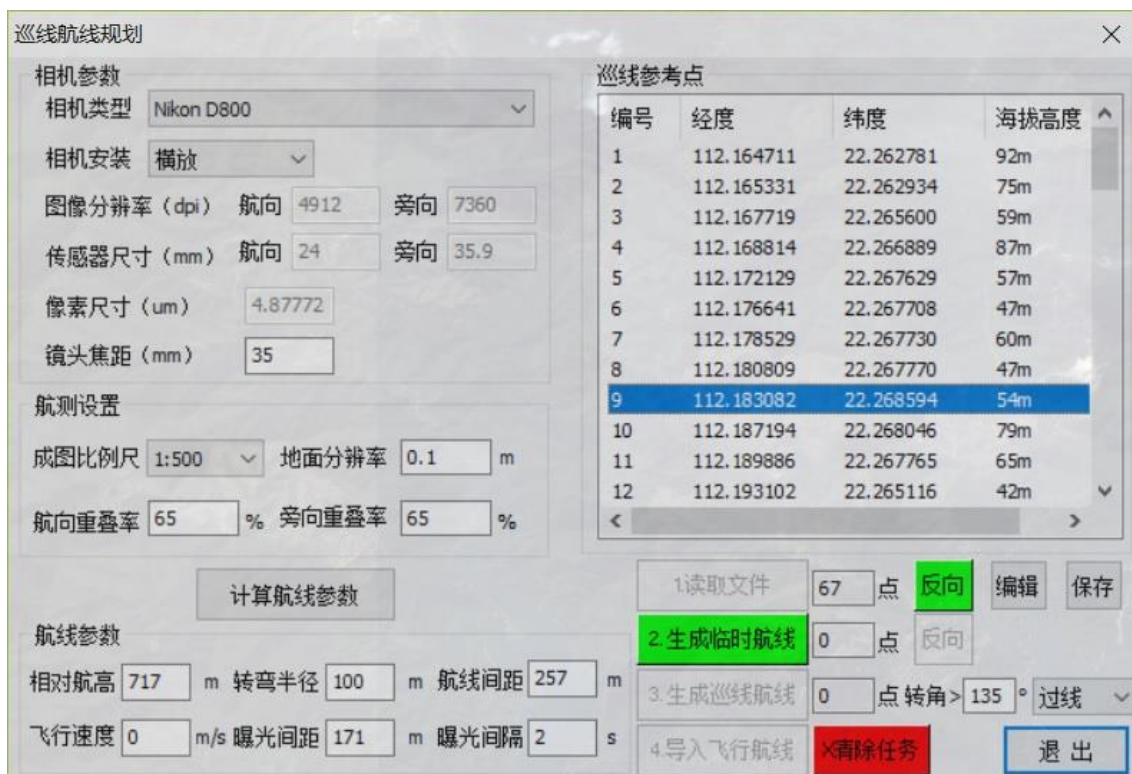 巡线航线规划
相机参数
相机类型 Nikon D800
相机安装 横放
图像分辨率（dpi） 航向 4912 旁向 7360
传感器尺寸（mm） 航向 24 旁向 35.9
像素尺寸（um） 4.87772
镜头焦距（mm） 35
航测设置
成图比例尺 1:500 地面分辨率 0.1 m
航向重叠率 65 % 旁向重叠率 65 %
计算航线参数
航线参数
相对航高 717 m 转弯半径 100 m 航线间距 257 m
飞行速度 0 m/s 曝光间距 171 m 曝光间隔 2 s
巡线参考点
编号 经度 纬度 海拔高度
1 112.164711 22.262781 92m
2 112.165331 22.262934 75m
3 112.167719 22.265600 59m
4 112.168814 22.266889 87m
5 112.172129 22.267629 57m
6 112.176641 22.267708 47m
7 112.178529 22.267730 60m
8 112.180809 22.267770 47m
9 112.183082 22.268594 54m
10 112.187194 22.268046 79m
11 112.189886 22.267765 65m
12 112.193102 22.265116 42m
1.读取文件 67 点 反向 编辑 保存
2.生成临时航线 0 点 反向
3.生成巡线航线 0 点 转角> 135 ° 过线
4.导入飞行航线 X清除任务 退 出